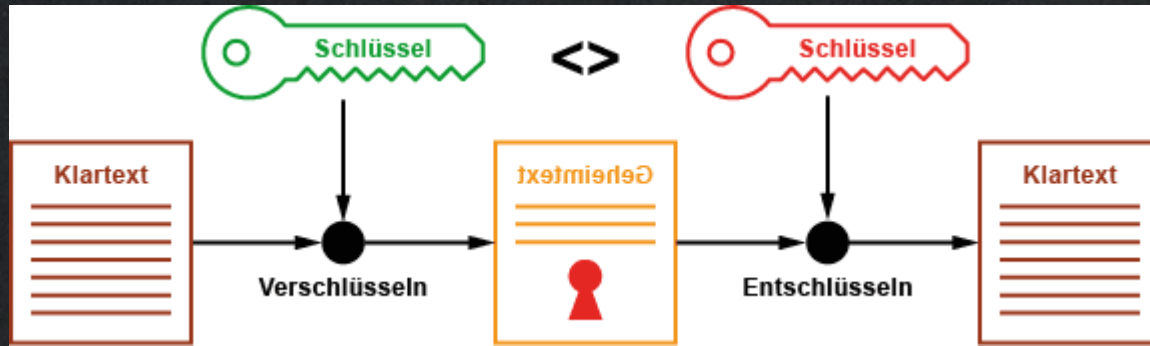 Schlüssel <> Schlüssel
Klartext Geheimtext Klartext
Verschlüsseln Entschlüsseln